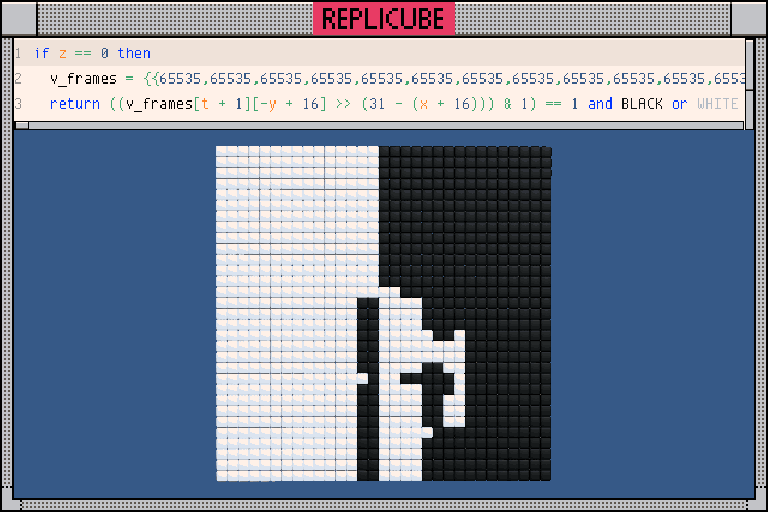 REPLICUBE
1 if z == 0 then
2 v_frames = {{65535,65535,65535,65535,65535,65535,65535,65535,65535,65535,65535,6553
3 return ((v_frames[t + 1][-y + 16] >> (31 - (x + 16))) & 1) == 1 and BLACK or WHITE